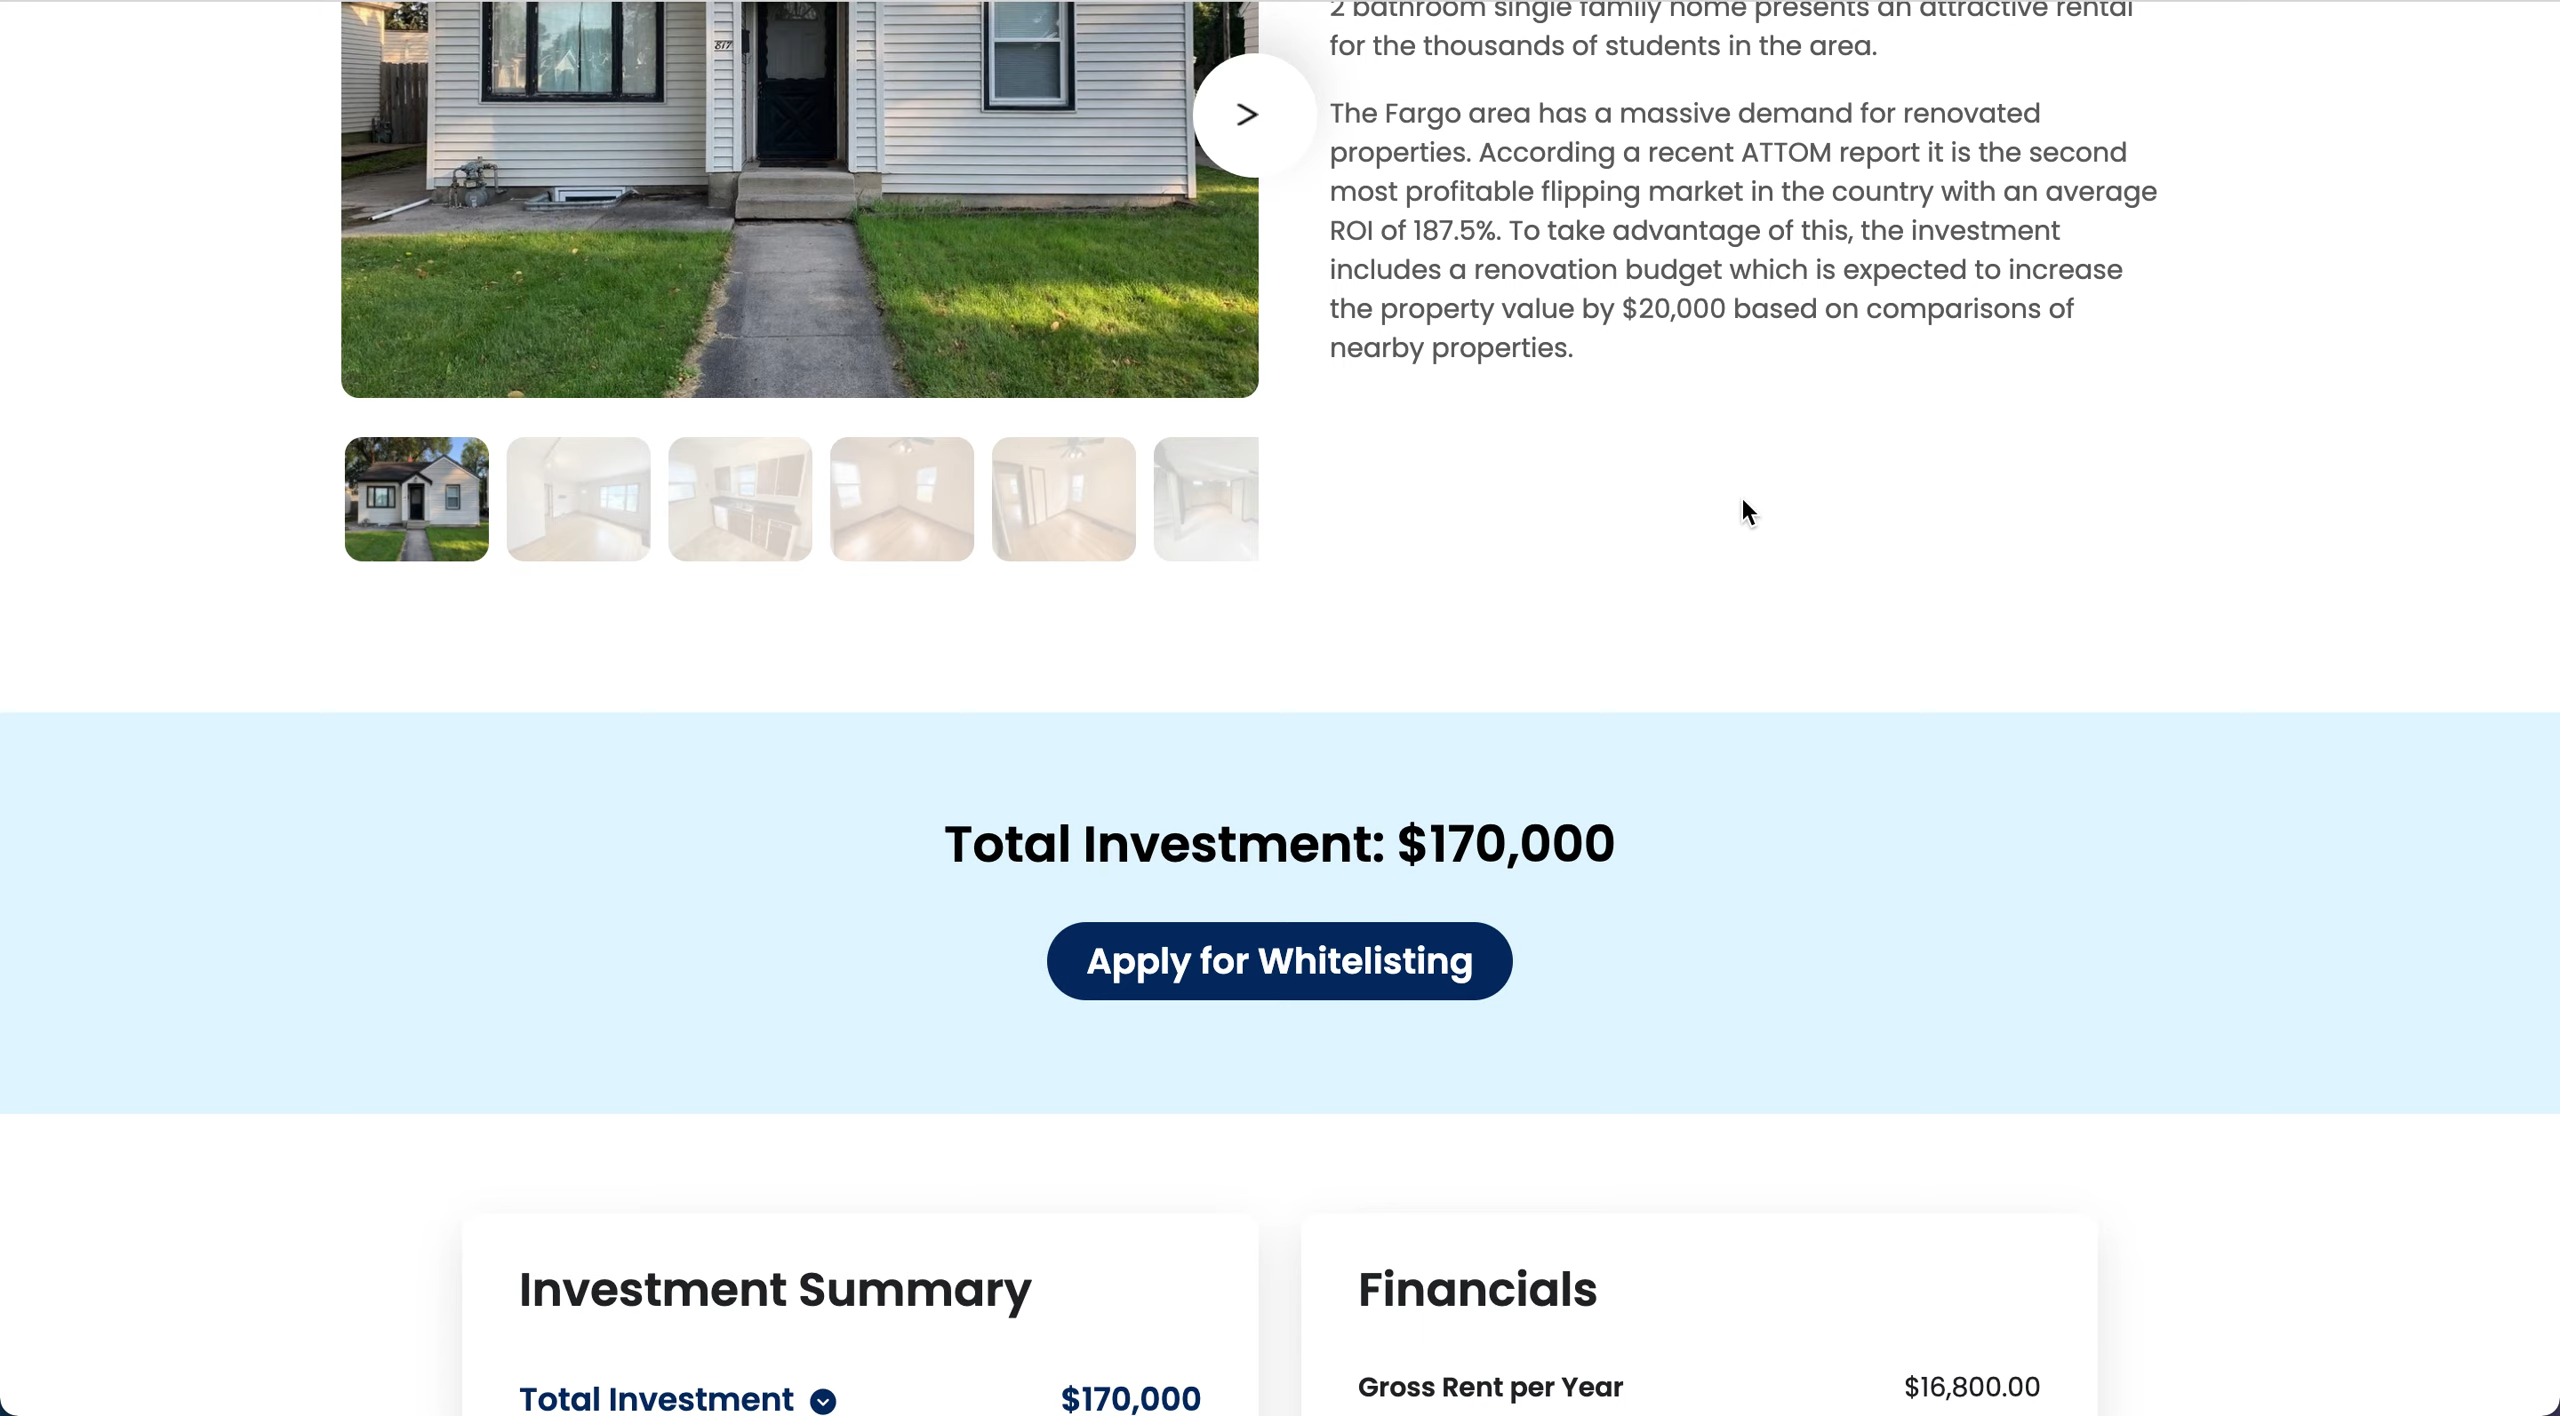 2 bathroom single family home presents an attractive rental
for the thousands of students in the area.
The Fargo area has a massive demand for renovated
properties. According a recent ATTOM report it is the second
most profitable flipping market in the country with an average
ROI of 187.5%. To take advantage of this, the investment
includes a renovation budget which is expected to increase
the property value by $20,000 based on comparisons of
nearby properties.
817
>
Total Investment: $170,000
Apply for Whitelisting
Investment Summary
Total Investment $170,000
Financials
Gross Rent per Year $16,800.00